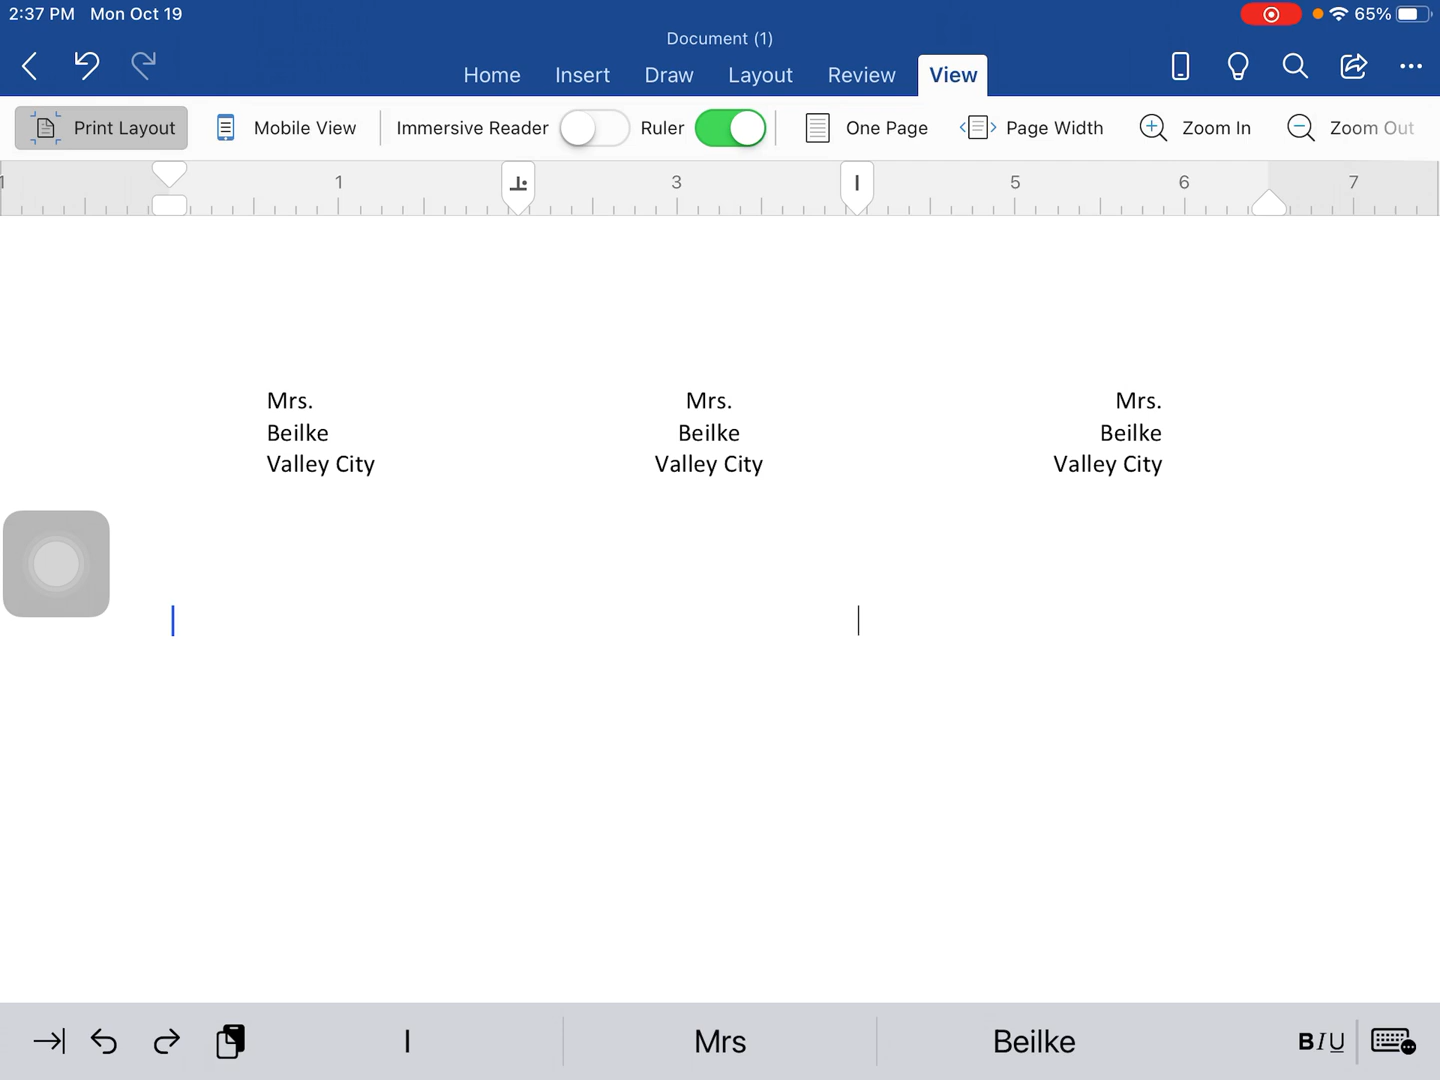 2:37 PM Mon Oct 19 65%
Document (1)
Home Insert Draw Layout Review View
Print Layout Mobile View Immersive Reader Ruler One Page Page Width Zoom In Zoom Out
1 1 3 5 6 7
Mrs. Mrs. Mrs.
Beilke Beilke Beilke
Valley City Valley City Valley City
I Mrs Beilke BIU